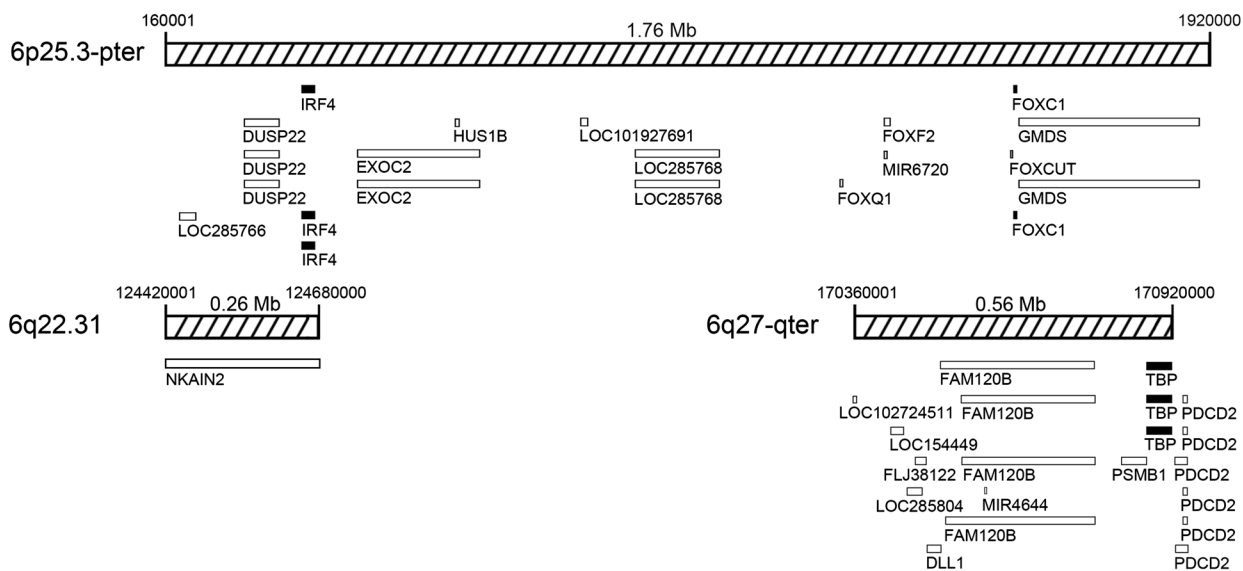 160001 1920000
1.76 Mb
6p25.3-pter
IRF4 FOXC1
DUSP22 HUS1B LOC101927691 FOXF2 GMDS
DUSP22 EXOC2 LOC285768 MIR6720 FOXCUT
DUSP22 EXOC2 LOC285768 FOXQ1 GMDS
LOC285766 IRF4 FOXC1
IRF4
124420001 124680000 170360001 170920000
0.26 Mb 0.56 Mb
6q22.31 6q27-qter
NKAIN2 FAM120B TBP
LOC102724511 FAM120B TBP PDCD2
LOC154449 TBP PDCD2
FLJ38122 FAM120B PSMB1 PDCD2
LOC285804 MIR4644 PDCD2
FAM120B PDCD2
DLL1 PDCD2